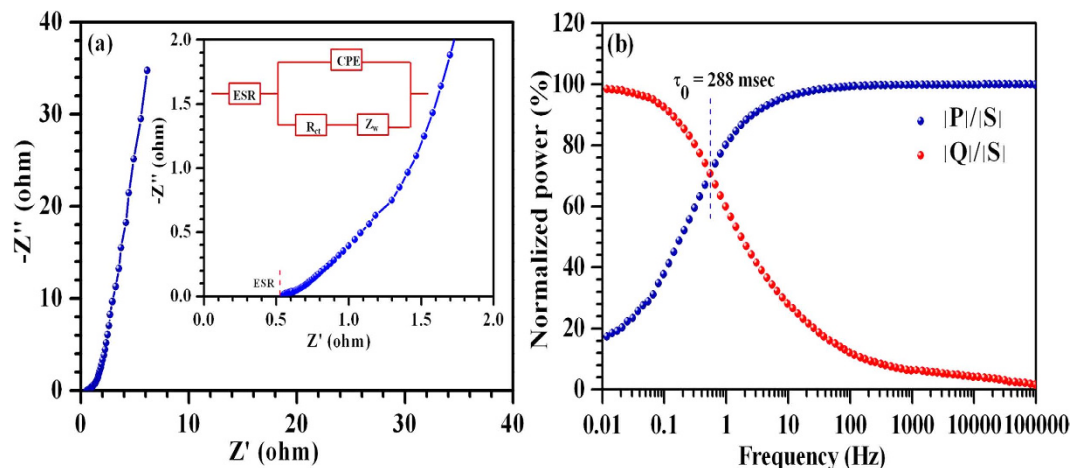 (a)
40
30
20
10
0
-Z'' (ohm)
0 10 20 30 40
Z' (ohm)
2.0
1.5
1.0
0.5
0.0
-Z'' (ohm)
0.0 0.5 1.0 1.5 2.0
Z' (ohm)
CPE
ESR
R_ct Z_w
ESR
(b)
120
100
80
60
40
20
0
Normalized power (%)
τ_0 = 288 msec
|P|/|S|
|Q|/|S|
0.01 0.1 1 10 100 1000 10000 100000
Frequency (Hz)